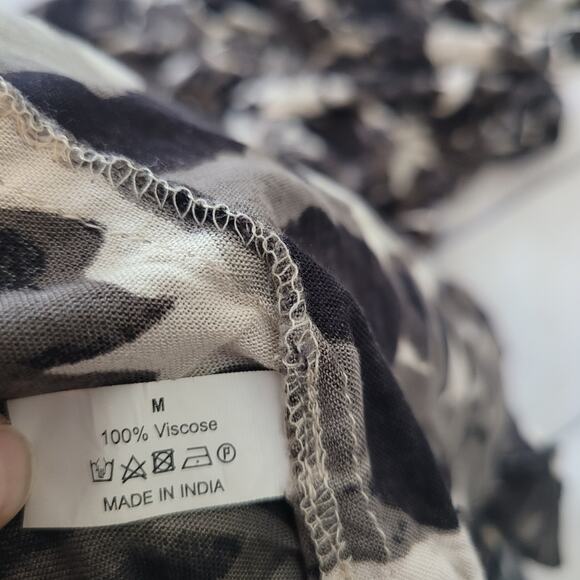 M
100% Viscose
P
MADE IN INDIA